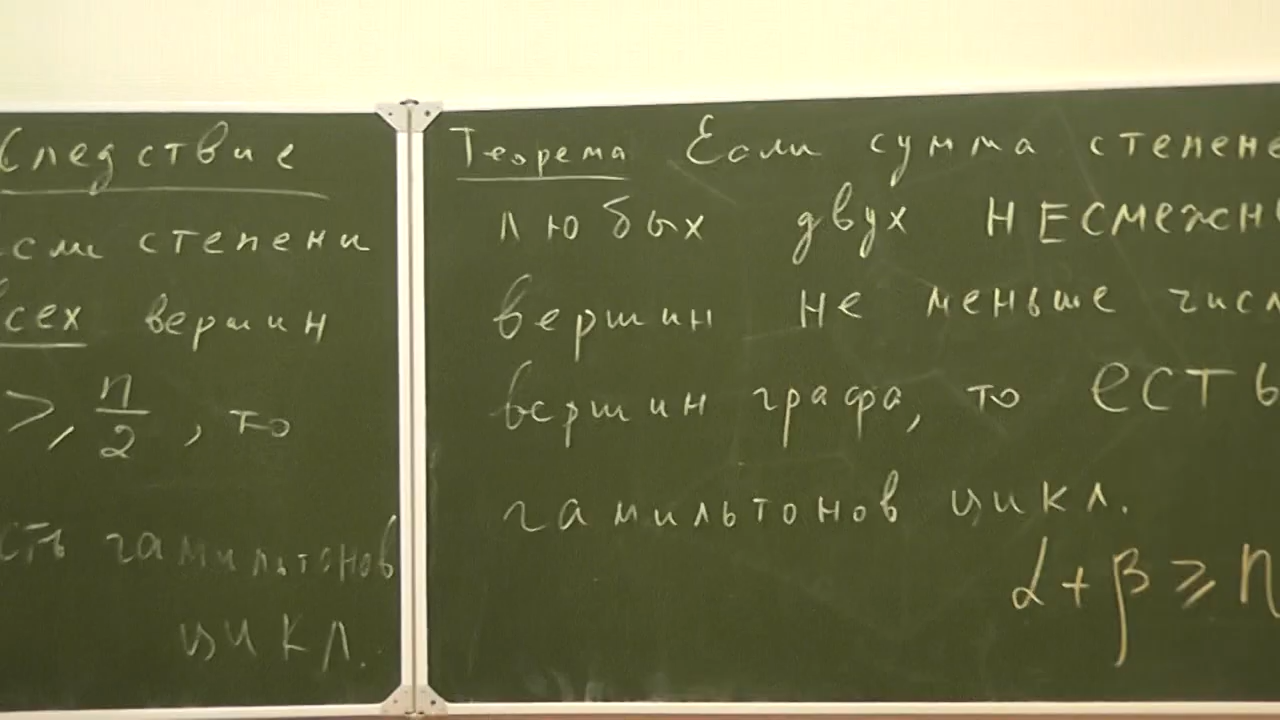 Следствие
сли степени
всех вершин
≥ n/2, то
сть гамильтонов
цикл.
Теорема Если сумма степене
любых двух НЕСМЕЖН
вершин не меньше числ
вершин графа, то есть
гамильтонов цикл.
α + β ≥ n